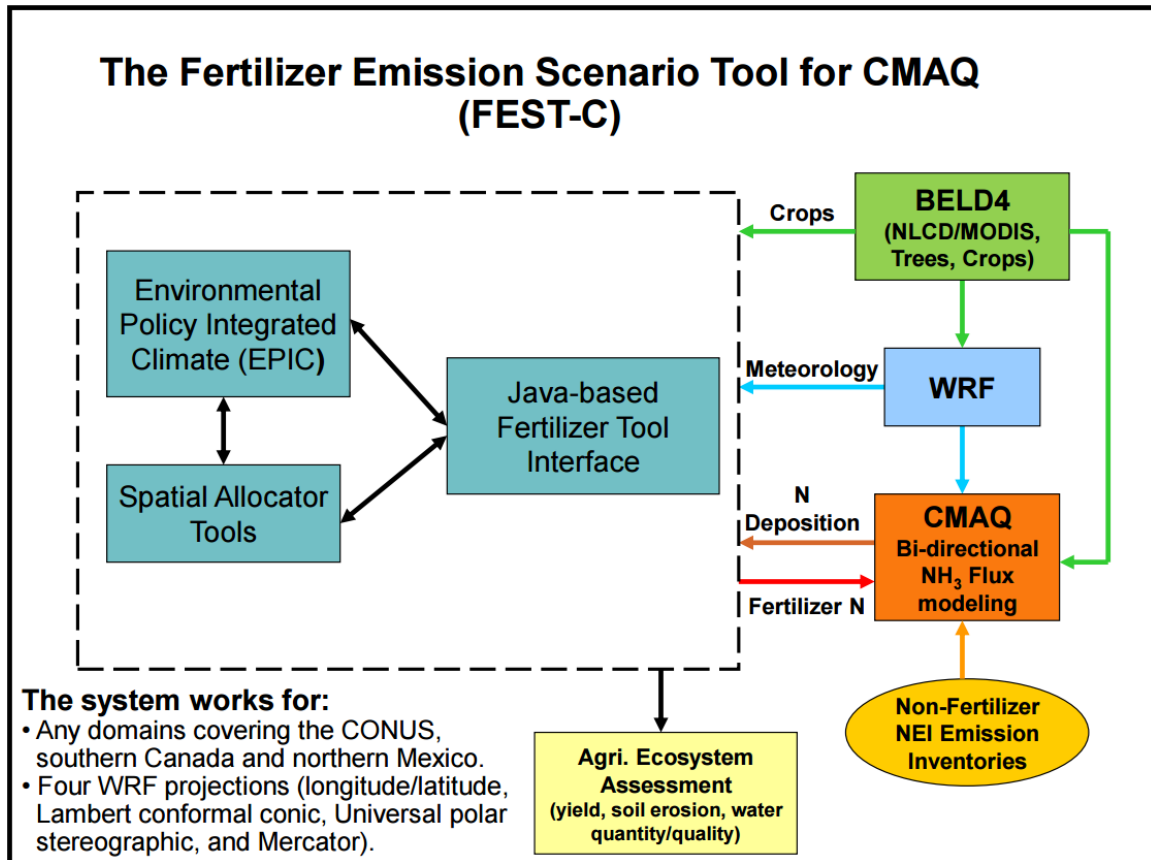 The Fertilizer Emission Scenario Tool for CMAQ
(FEST-C)
Environmental
Policy Integrated
Climate (EPIC)
Spatial Allocator
Tools
Java-based
Fertilizer Tool
Interface
Crops
Meteorology
N
Deposition
Fertilizer N
BELD4
(NLCD/MODIS,
Trees, Crops)
WRF
CMAQ
Bi-directional
NH₃ Flux
modeling
Non-Fertilizer
NEI Emission
Inventories
Agri. Ecosystem
Assessment
(yield, soil erosion, water
quantity/quality)
The system works for:
• Any domains covering the CONUS,
southern Canada and northern Mexico.
• Four WRF projections (longitude/latitude,
Lambert conformal conic, Universal polar
stereographic, and Mercator).